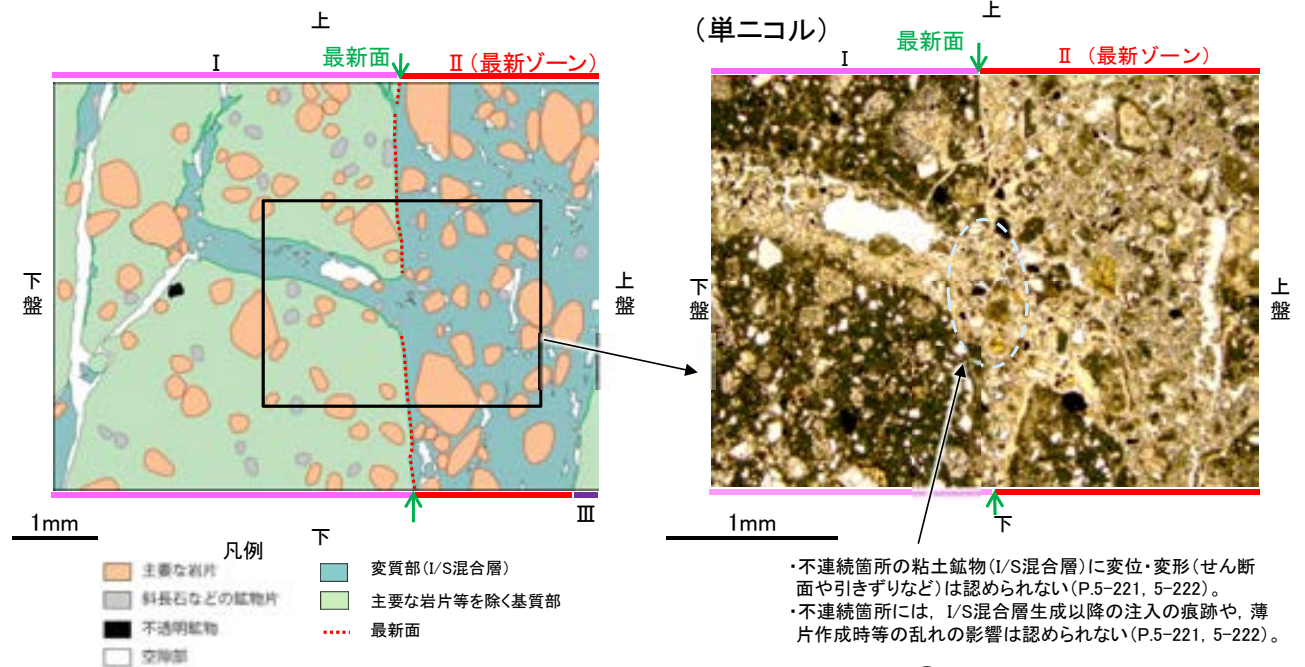 上
最新面
I
II(最新ゾーン)
下盤
上盤
III
1mm
下
凡例
主要な岩片
斜長石などの鉱物片
不透明鉱物
空隙部
変質部(I/S混合層)
主要な岩片等を除く基質部
最新面
(単ニコル)
上
最新面
I
II (最新ゾーン)
下盤
上盤
1mm
下
・不連続箇所の粘土鉱物(I/S混合層)に変位・変形(せん断
面や引きずりなど)は認められない(P.5-221, 5-222)。
・不連続箇所には, I/S混合層生成以降の注入の痕跡や, 薄
片作成時等の乱れの影響は認められない(P.5-221, 5-222)。